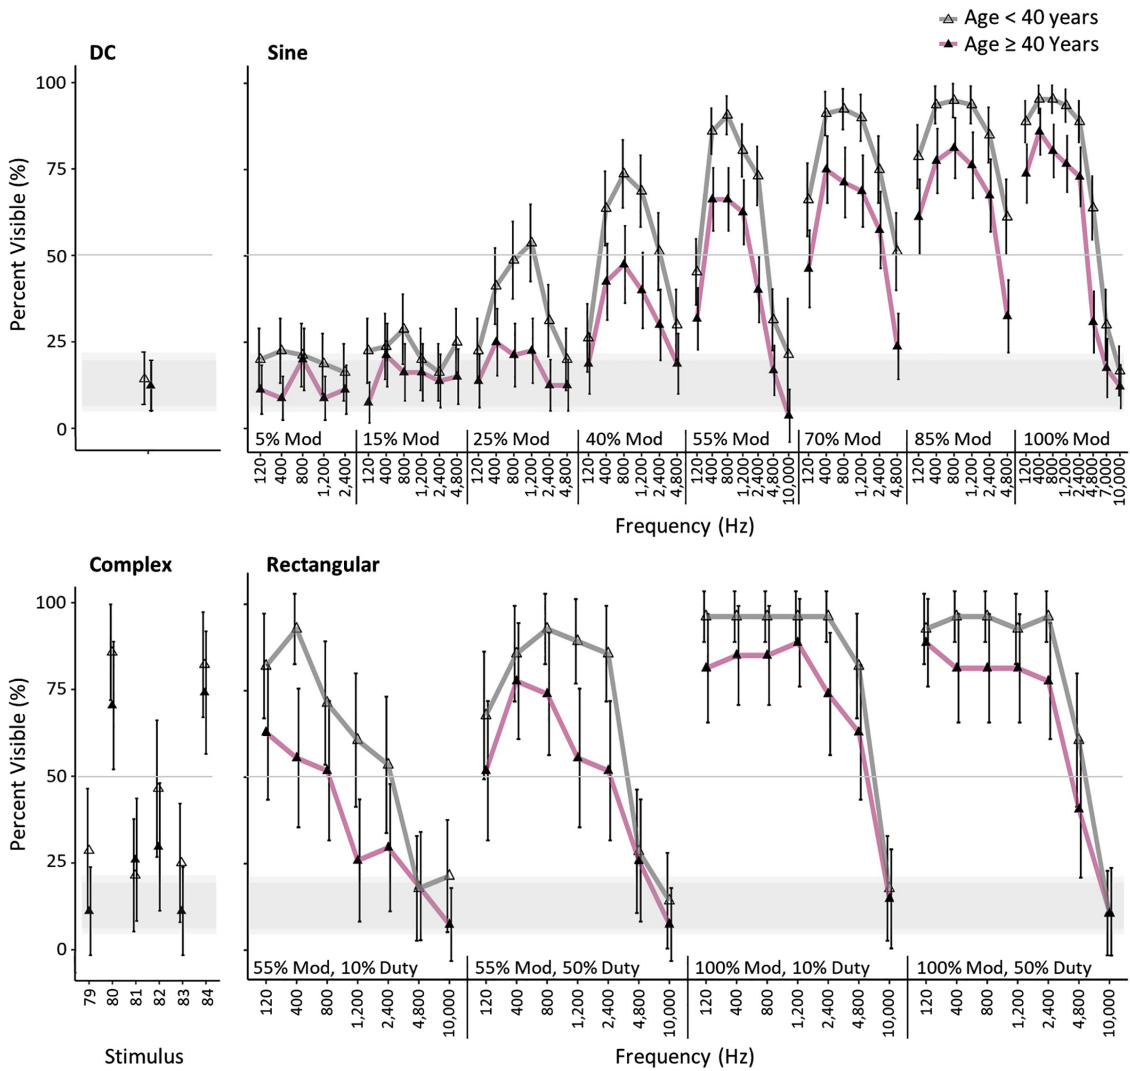 Age < 40 years
Age ≥ 40 Years
DC
Sine
Percent Visible (%)
100
75
50
25
0
5% Mod
15% Mod
25% Mod
40% Mod
55% Mod
70% Mod
85% Mod
100% Mod
120 400 800 1,200 2,400
120 400 800 1,200 2,400 4,800
120 400 800 1,200 2,400 4,800
120 400 800 1,200 2,400 4,800
120 400 800 1,200 2,400 4,800 10,000
120 400 800 1,200 2,400 4,800
120 400 800 1,200 2,400 4,800
120 400 800 1,200 2,400 4,800 7,000 10,000
Frequency (Hz)
Complex
Rectangular
Percent Visible (%)
100
75
50
25
0
55% Mod, 10% Duty
55% Mod, 50% Duty
100% Mod, 10% Duty
100% Mod, 50% Duty
79 80 81 82 83 84
120 400 800 1,200 2,400 4,800 10,000
120 400 800 1,200 2,400 4,800 10,000
120 400 800 1,200 2,400 4,800 10,000
120 400 800 1,200 2,400 4,800 10,000
Stimulus
Frequency (Hz)